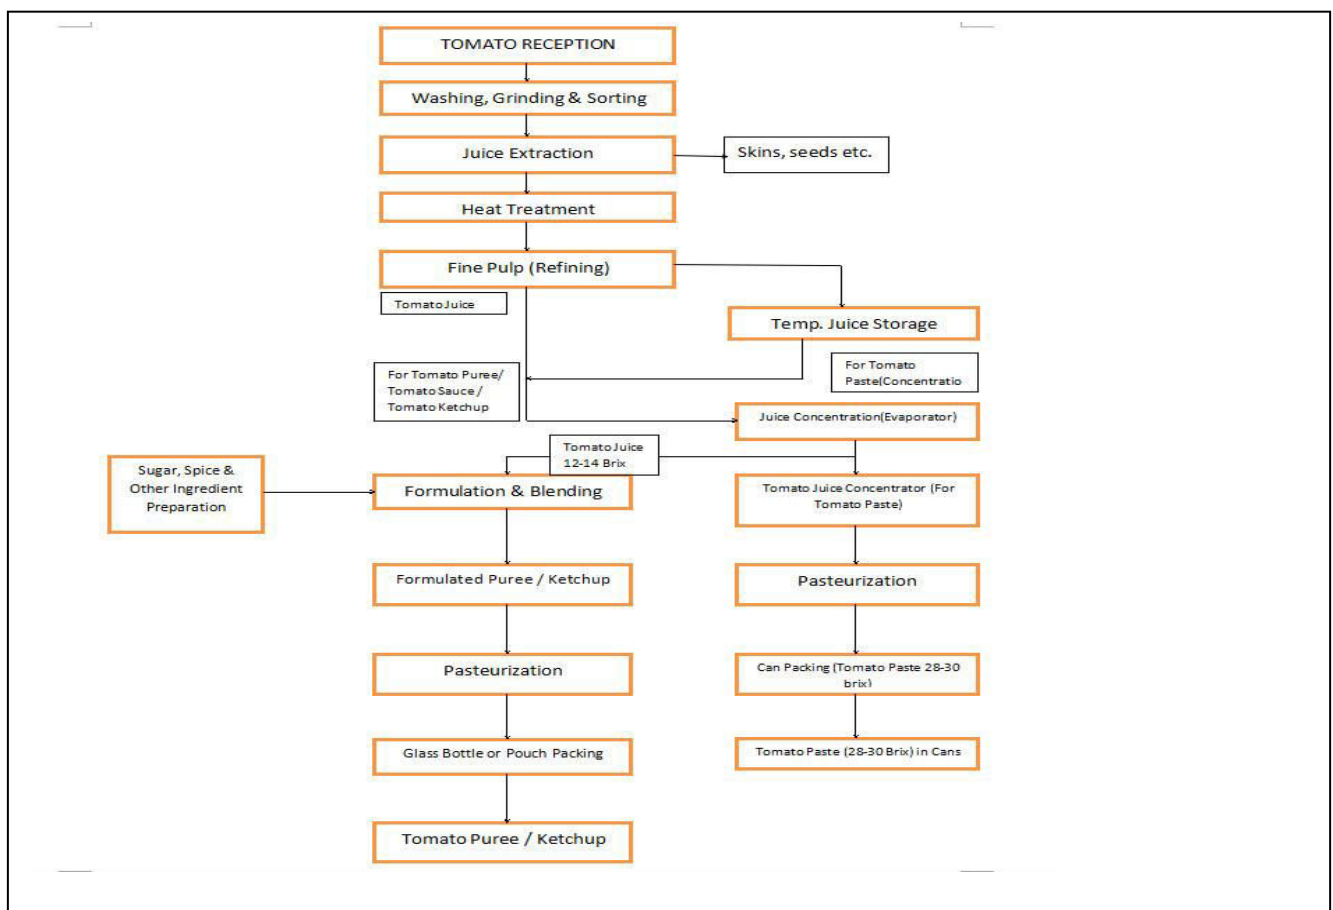 TOMATO RECEPTION
Washing, Grinding & Sorting
Juice Extraction
Skins, seeds etc.
Heat Treatment
Fine Pulp (Refining)
Tomato Juice
Temp. Juice Storage
For Tomato Puree/
Tomato Sauce /
Tomato Ketchup
For Tomato
Paste(Concentratio
Juice Concentration(Evaporator)
Tomato Juice
12-14 Brix
Sugar, Spice &
Other Ingredient
Preparation
Formulation & Blending
Tomato Juice Concentrator (For
Tomato Paste)
Formulated Puree / Ketchup
Pasteurization
Pasteurization
Can Packing (Tomato Paste 28-30
brix)
Glass Bottle or Pouch Packing
Tomato Paste (28-30 Brix) in Cans
Tomato Puree / Ketchup